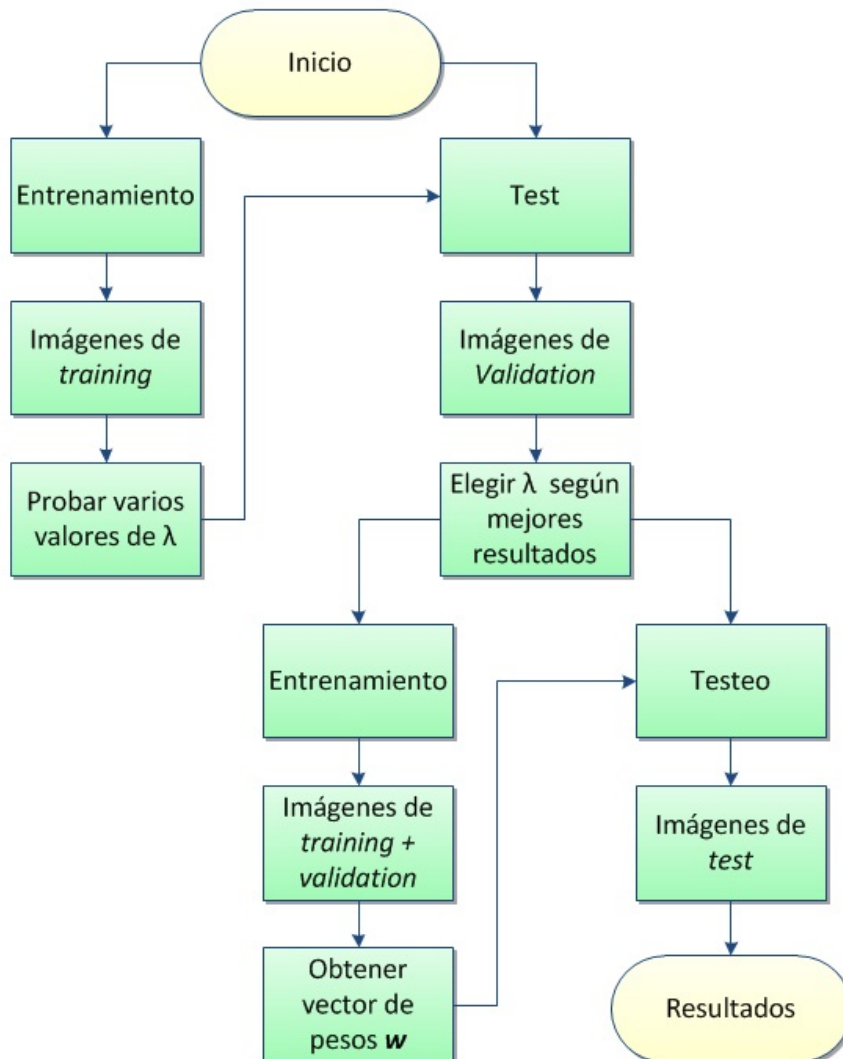 Inicio
Entrenamiento
Test
Imágenes de
training
Imágenes de
Validation
Probar varios
valores de λ
Elegir λ según
mejores
resultados
Entrenamiento
Testeo
Imágenes de
training +
validation
Imágenes de
test
Obtener
vector de
pesos w
Resultados